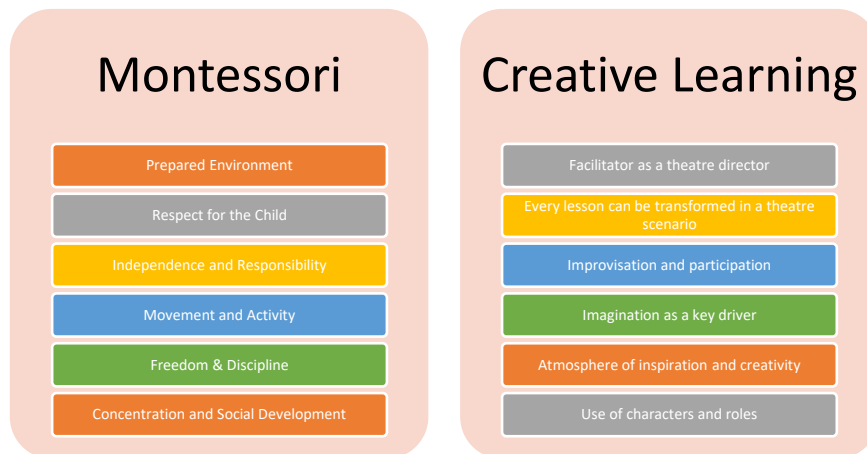 Montessori
Prepared Environment
Respect for the Child
Independence and Responsibility
Movement and Activity
Freedom & Discipline
Concentration and Social Development
Creative Learning
Facilitator as a theatre director
Every lesson can be transformed in a theatre
scenario
Improvisation and participation
Imagination as a key driver
Atmosphere of inspiration and creativity
Use of characters and roles